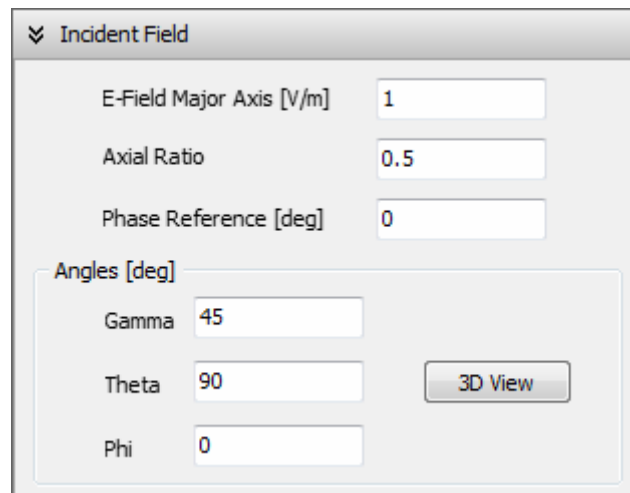 Incident Field
E-Field Major Axis [V/m] 1
Axial Ratio 0.5
Phase Reference [deg] 0
Angles [deg]
Gamma 45
Theta 90 3D View
Phi 0